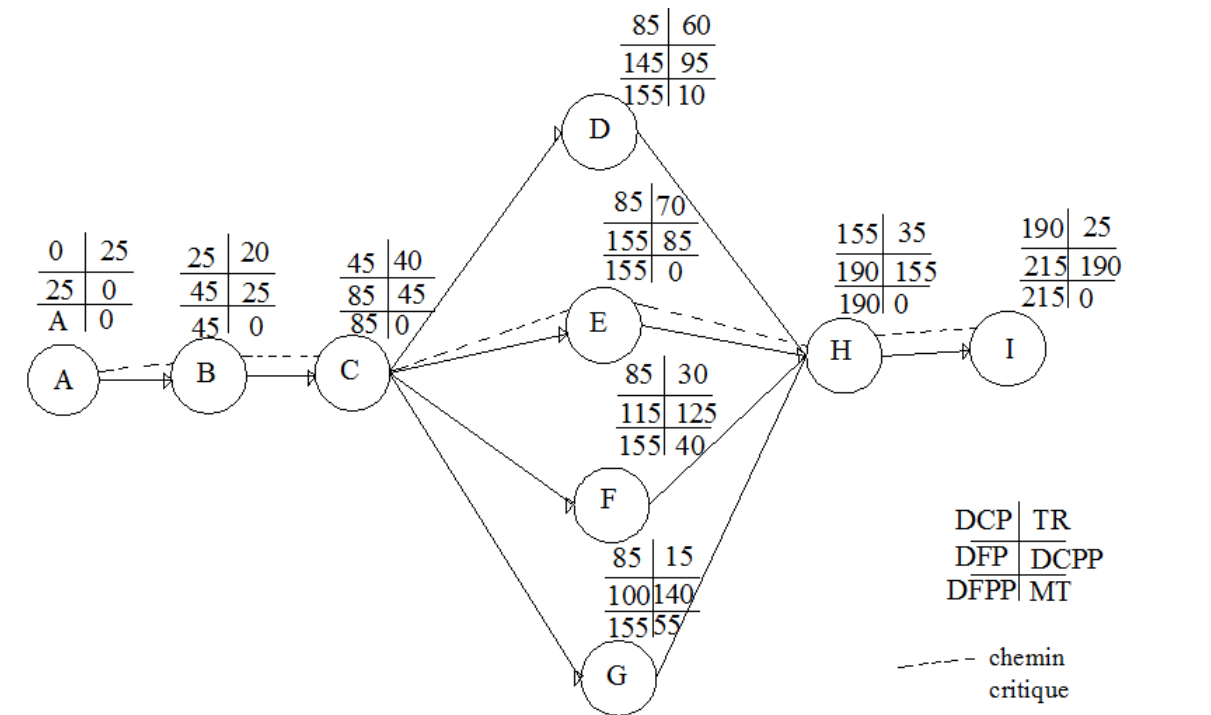 85 60
145 95
155 10
D
85 70
155 85
155 0
E
0 25
25 0
A 0
A
25 20
45 25
45 0
B
45 40
85 45
85 0
C
155 35
190 155
190 0
H
190 25
215 190
215 0
I
85 30
115 125
155 40
F
85 15
100 140
155 55
G
DCP TR
DFP DCPP
DFPP MT
chemin
critique